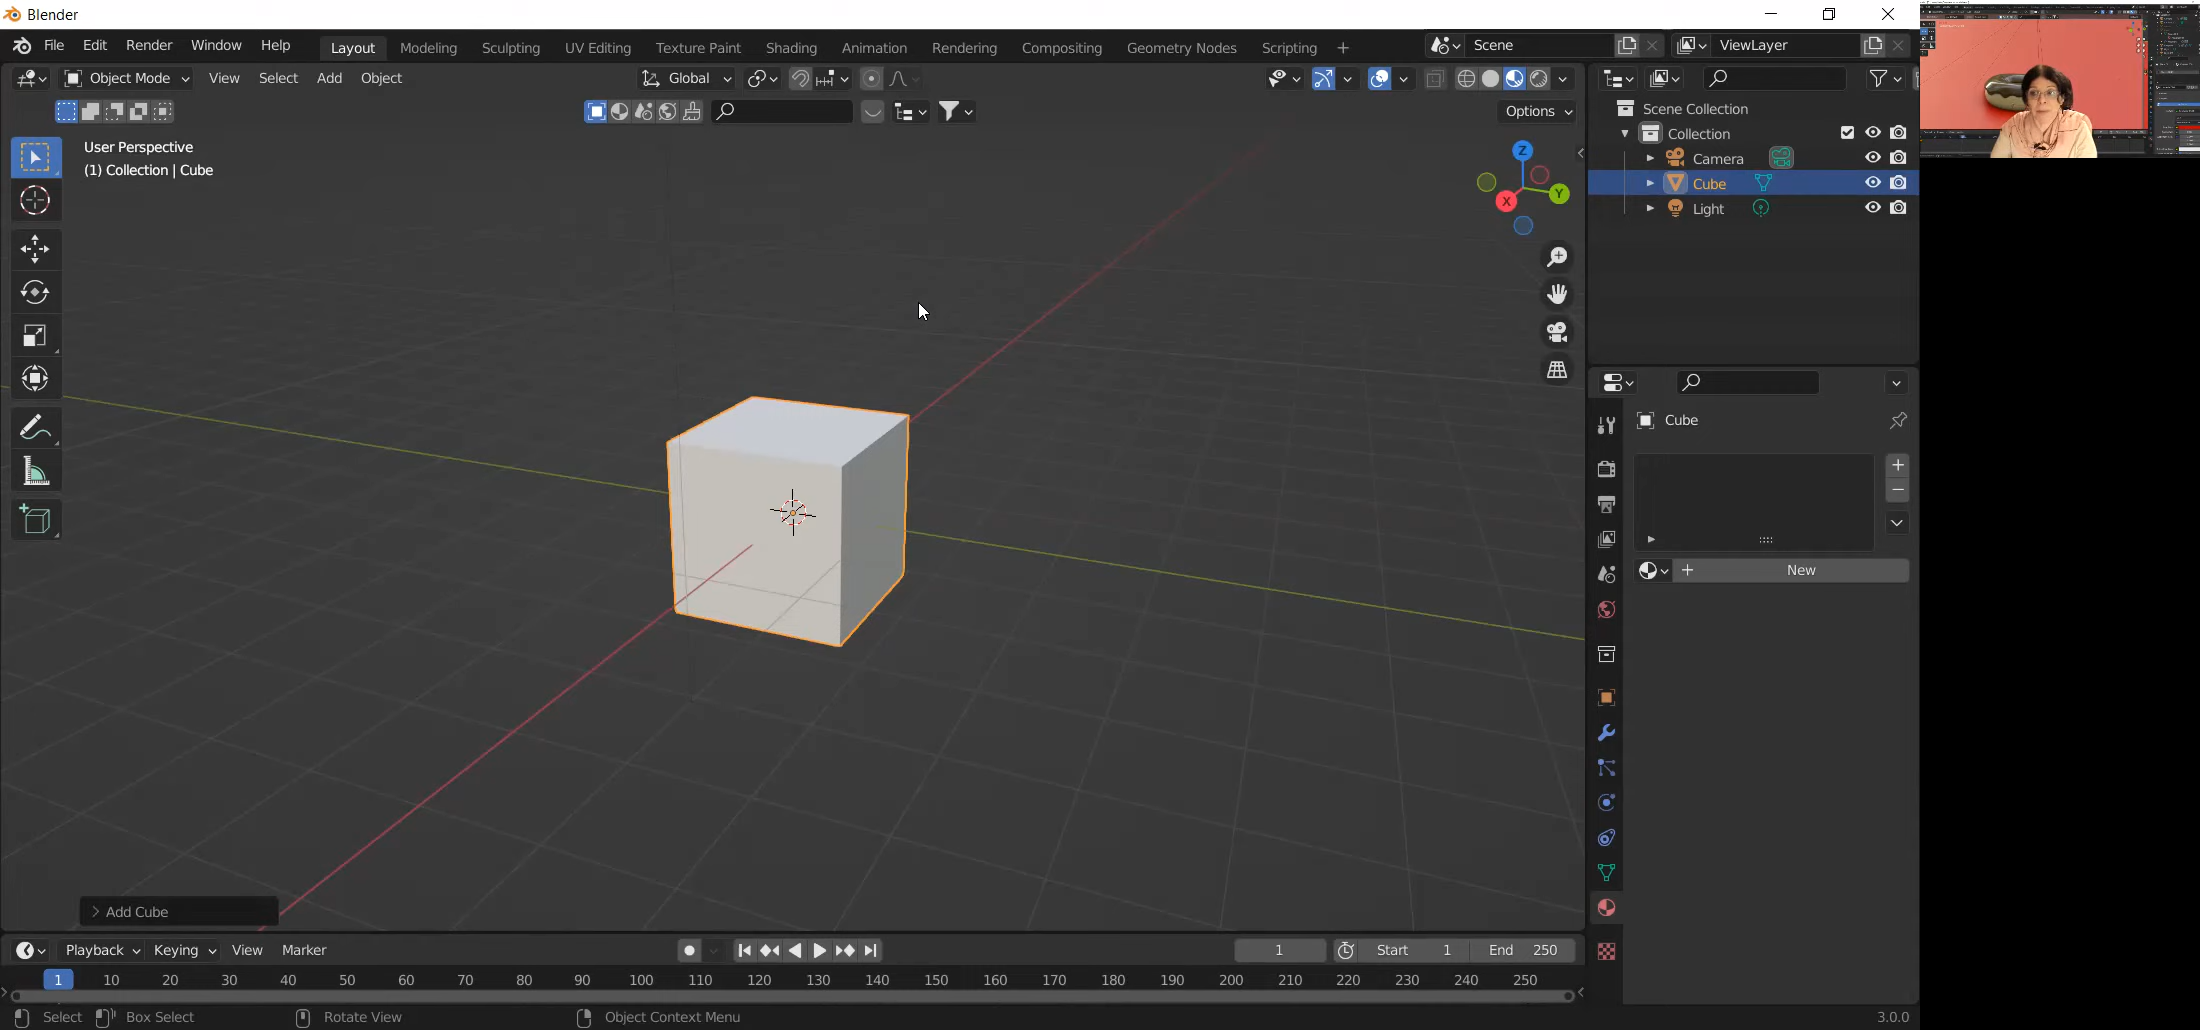 Blender
File Edit Render Window Help Layout Modeling Sculpting UV Editing Texture Paint Shading Animation Rendering Compositing Geometry Nodes Scripting + Scene ViewLayer
Object Mode View Select Add Object Global
Options
User Perspective
(1) Collection | Cube
Z
Y
X
Scene Collection
Collection
Camera
Cube
Light
Cube
+ New
> Add Cube
Playback Keying View Marker 1 Start 1 End 250
1 10 20 30 40 50 60 70 80 90 100 110 120 130 140 150 160 170 180 190 200 210 220 230 240 250
Select Box Select Rotate View Object Context Menu 3.0.0